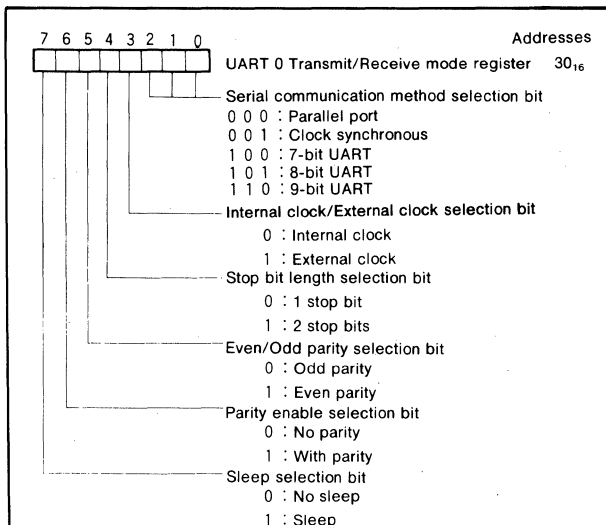 7 6 5 4 3 2 1 0 Addresses
UART 0 Transmit/Receive mode register 30₁₆
Serial communication method selection bit
0 0 0 : Parallel port
0 0 1 : Clock synchronous
1 0 0 : 7-bit UART
1 0 1 : 8-bit UART
1 1 0 : 9-bit UART
Internal clock/External clock selection bit
0 : Internal clock
1 : External clock
Stop bit length selection bit
0 : 1 stop bit
1 : 2 stop bits
Even/Odd parity selection bit
0 : Odd parity
1 : Even parity
Parity enable selection bit
0 : No parity
1 : With parity
Sleep selection bit
0 : No sleep
1 : Sleep